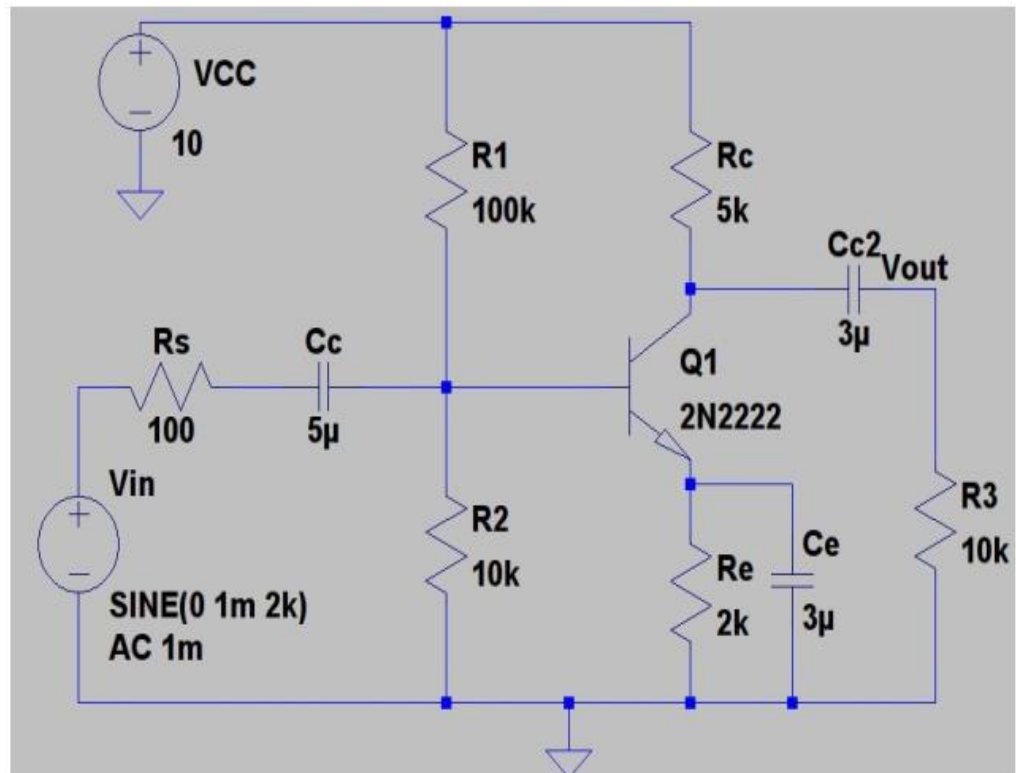 VCC
10
R1
100k
Rc
5k
Cc2
Vout
3µ
Rs
100
Cc
5µ
Q1
2N2222
Vin
SINE(0 1m 2k)
AC 1m
R2
10k
Re
2k
Ce
3µ
R3
10k